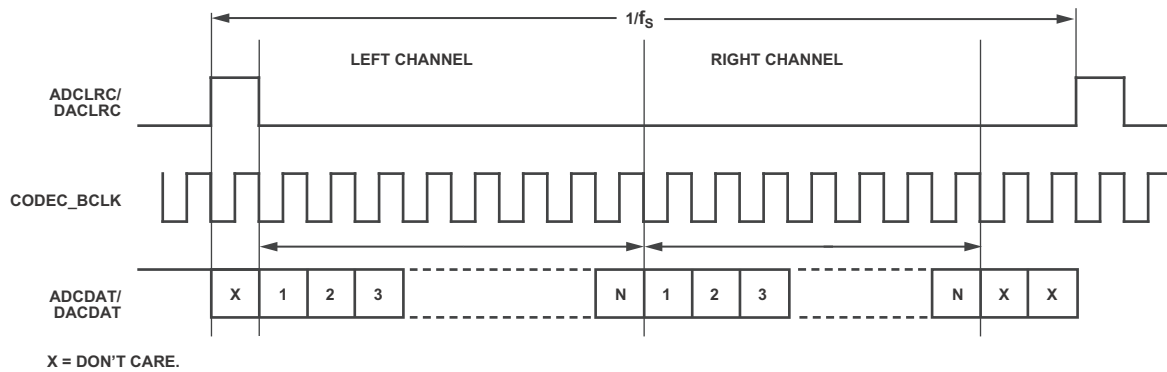 1/fS
LEFT CHANNEL
RIGHT CHANNEL
ADCLRC/
DACLRC
CODEC_BCLK
ADCDAT/
DACDAT
X 1 2 3 N 1 2 3 N X X
X = DON'T CARE.